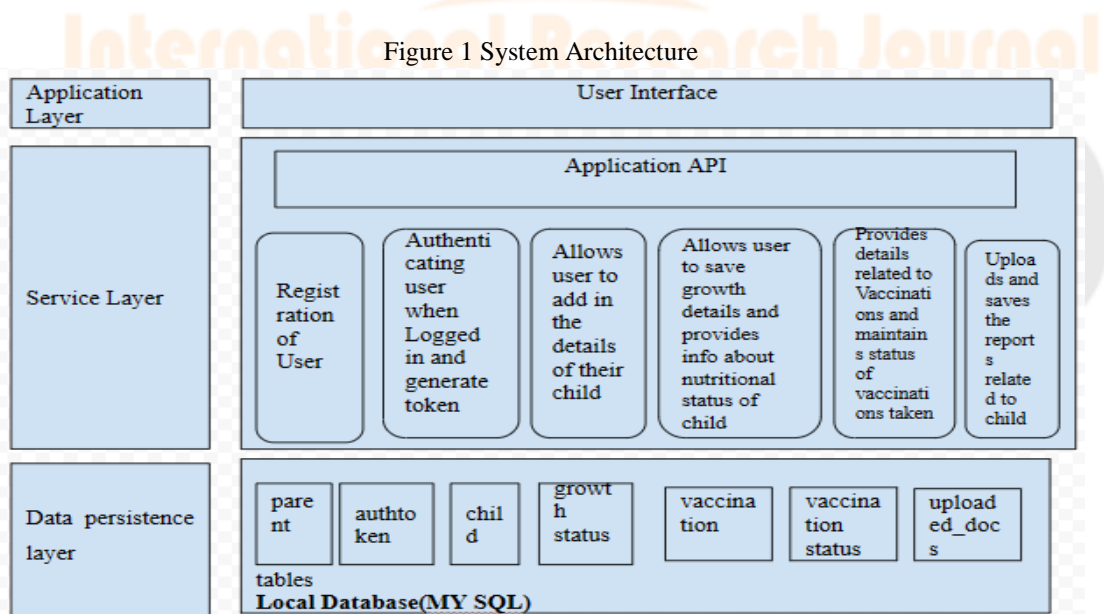 International Research Journal
Figure 1 System Architecture
Application
Layer
User Interface
Service Layer
Application API
Regist
ration
of
User
Authenti
cating
user
when
Logged
in and
generate
token
Allows
user to
add in
the
details
of their
child
Allows user
to save
growth
details and
provides
info about
nutritional
status of
child
Provides
details
related to
Vaccinati
ons and
maintain
s status
of
vaccinati
ons taken
Uploa
ds and
saves
the
report
s
relate
d to
child
Data persistence
layer
pare
nt
authto
ken
chil
d
growt
h
status
vaccina
tion
vaccina
tion
status
upload
ed_doc
s
tables
Local Database(MY SQL)